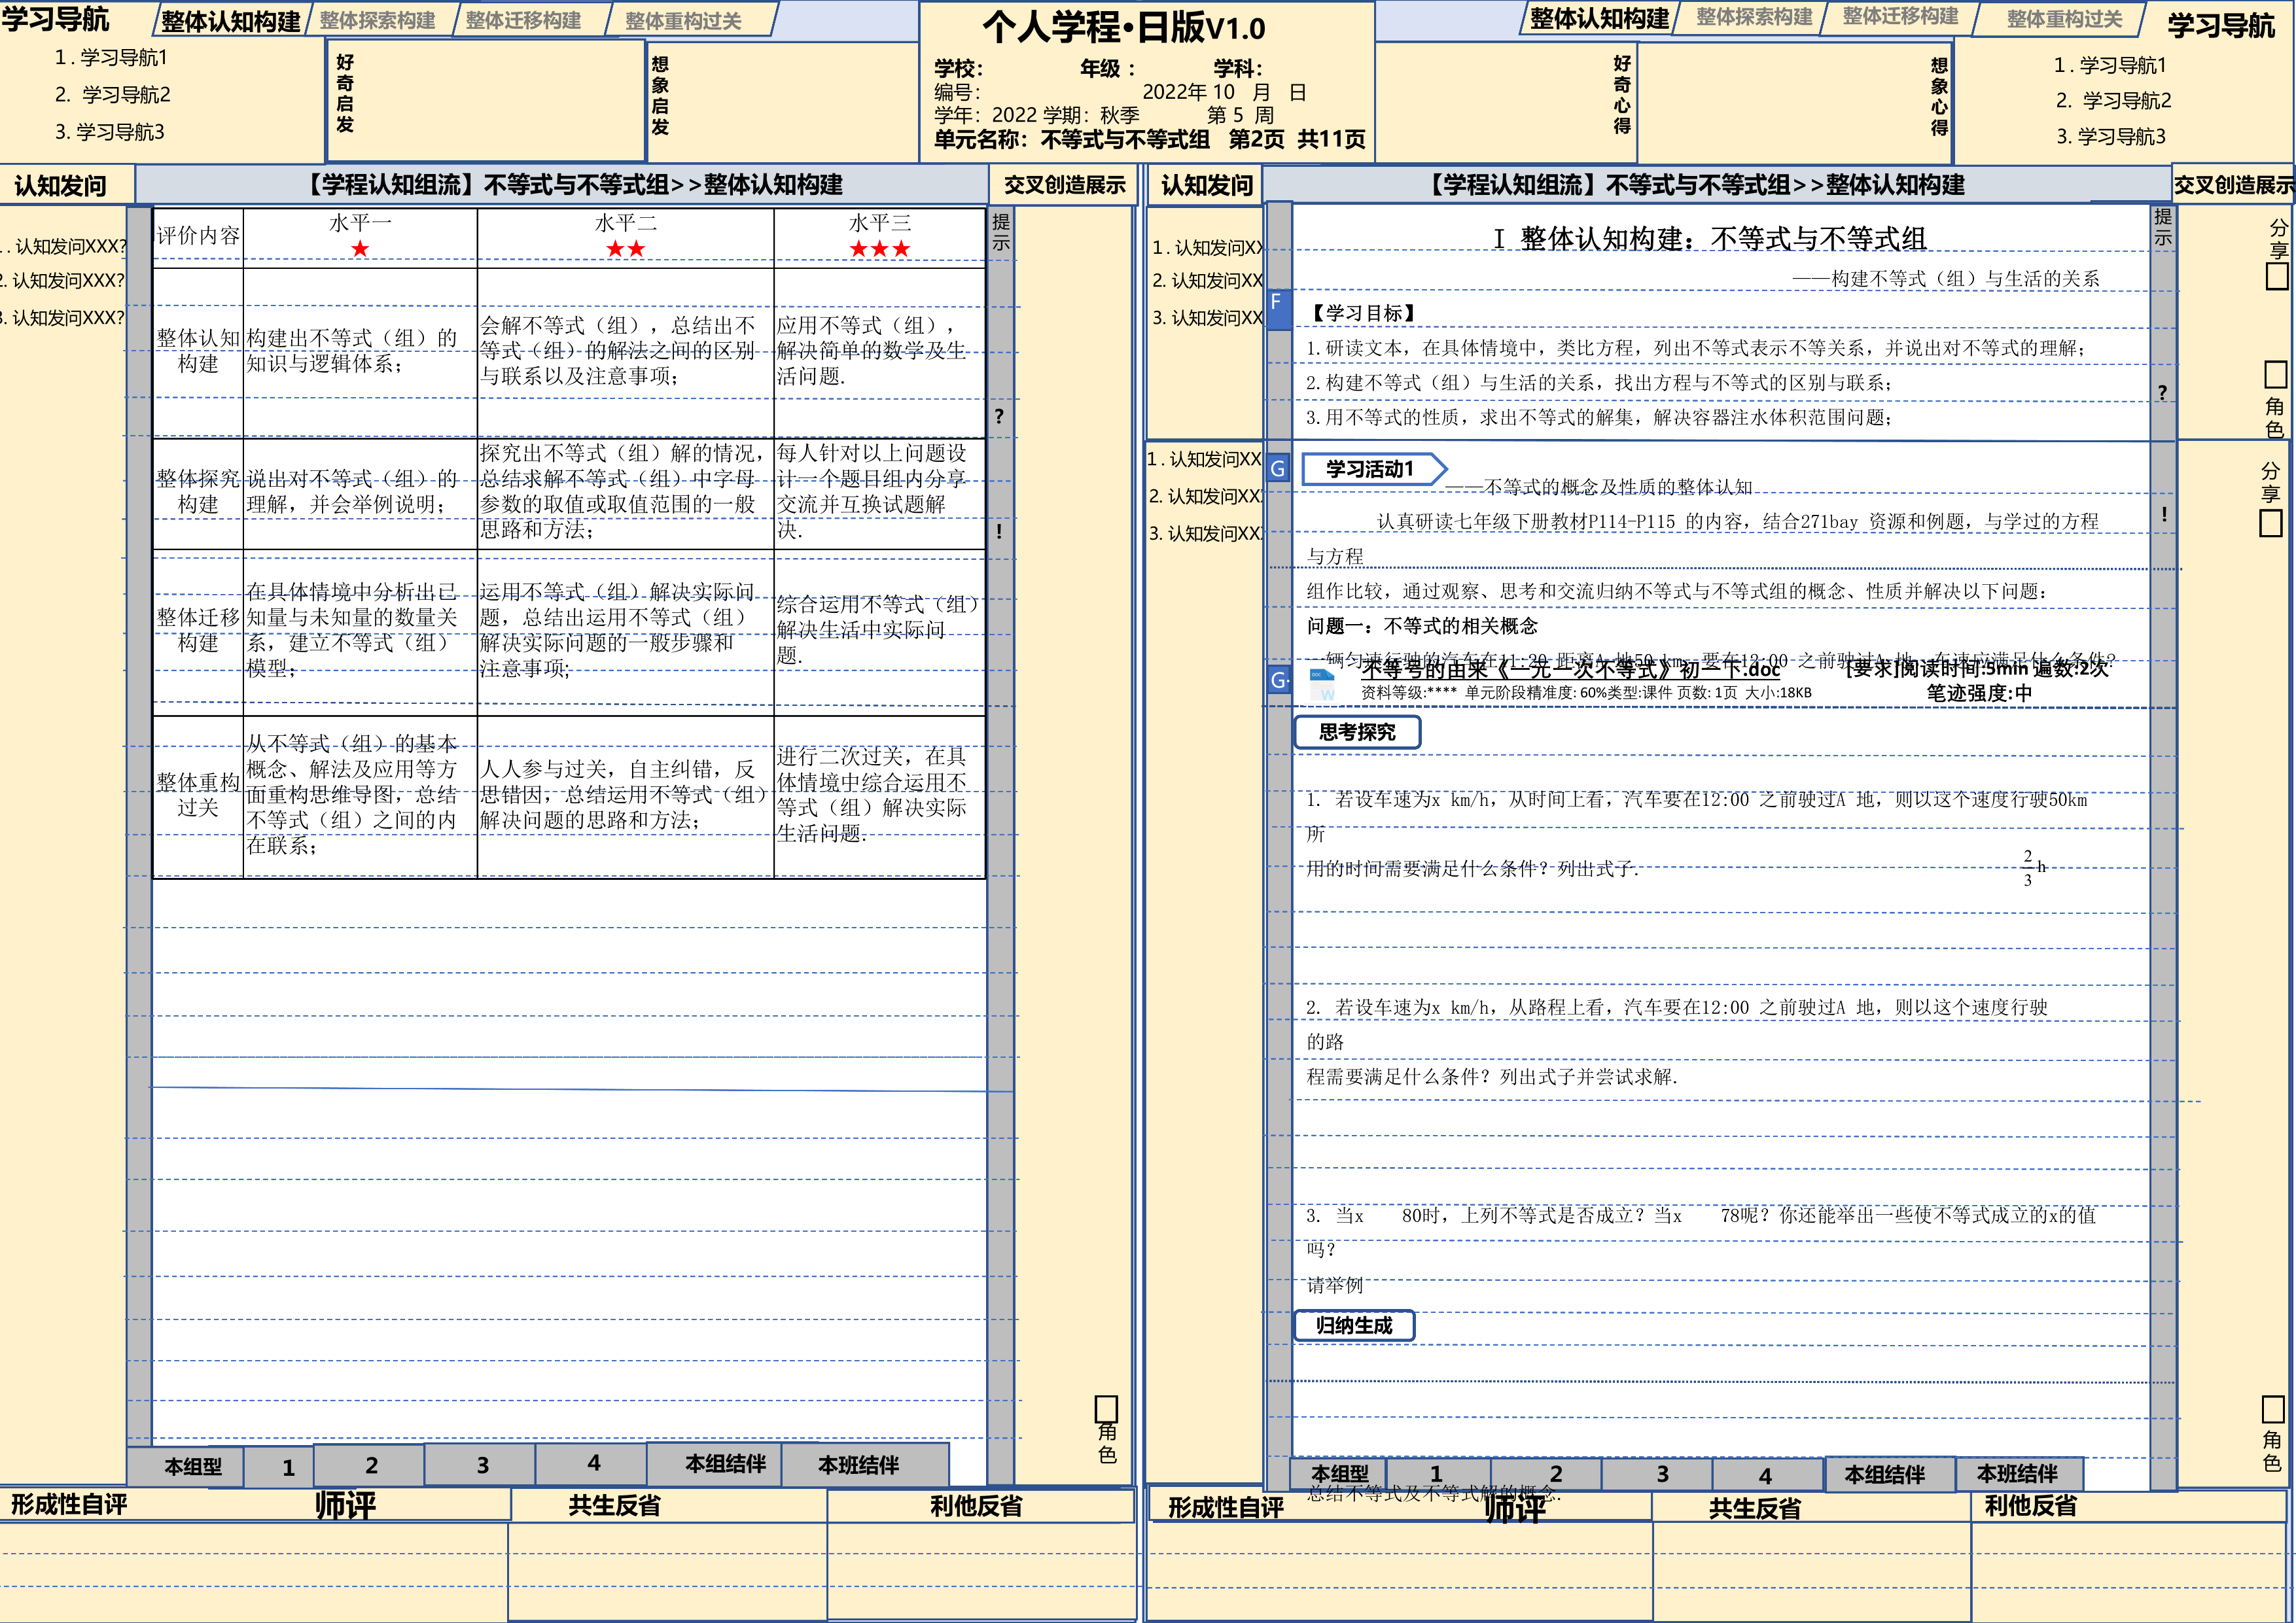 学习导航
整体认知构建
整体探索构建
整体迁移构建
整体重构过关
1．学习导航1
2. 学习导航2
3. 学习导航3
好奇启发
想象启发
个人学程•日版V1.0
学校： 年级 ： 学科：
编号： 2022年 10 月 日
学年：2022 学期：秋季 第 5 周
单元名称：不等式与不等式组 第2页 共11页
好奇心得
想象心得
整体认知构建
整体探索构建
整体迁移构建
整体重构过关
学习导航
1．学习导航1
2. 学习导航2
3. 学习导航3
认知发问
【学程认知组流】不等式与不等式组>>整体认知构建
交叉创造展示
. 认知发问XXX?
2. 认知发问XXX?
3. 认知发问XXX?
评价内容
水平一
★
水平二
★★
水平三
★★★
整体认知
构建
构建出不等式（组）的
知识与逻辑体系；
会解不等式（组），总结出不
等式（组）的解法之间的区别
与联系以及注意事项；
应用不等式（组），
解决简单的数学及生
活问题.
整体探究
构建
说出对不等式（组）的
理解，并会举例说明；
探究出不等式（组）解的情况，
总结求解不等式（组）中字母
参数的取值或取值范围的一般
思路和方法；
每人针对以上问题设
计一个题目组内分享
交流并互换试题解
决.
整体迁移
构建
在具体情境中分析出已
知量与未知量的数量关
系，建立不等式（组）
模型；
运用不等式（组）解决实际问
题，总结出运用不等式（组）
解决实际问题的一般步骤和
注意事项；
综合运用不等式（组）
解决生活中实际问
题.
整体重构
过关
从不等式（组）的基本
概念、解法及应用等方
面重构思维导图，总结
不等式（组）之间的内
在联系；
人人参与过关，自主纠错，反
思错因，总结运用不等式（组）
解决问题的思路和方法；
进行二次过关，在具
体情境中综合运用不
等式（组）解决实际
生活问题.
提示
?
!
角色
本组型 1 2 3 4 本组结伴 本班结伴
形成性自评 师评 共生反省 利他反省
认知发问
【学程认知组流】不等式与不等式组>>整体认知构建
交叉创造展示
1．认知发问XX
2. 认知发问XX
3. 认知发问XX
1．认知发问XX
2. 认知发问XX
3. 认知发问XX
F
G
G
I 整体认知构建：不等式与不等式组
——构建不等式（组）与生活的关系
【学习目标】
1.研读文本，在具体情境中，类比方程，列出不等式表示不等关系，并说出对不等式的理解；
2.构建不等式（组）与生活的关系，找出方程与不等式的区别与联系；
3.用不等式的性质，求出不等式的解集，解决容器注水体积范围问题；
学习活动1
——不等式的概念及性质的整体认知
认真研读七年级下册教材P114-P115 的内容，结合271bay 资源和例题，与学过的方程
与方程
组作比较，通过观察、思考和交流归纳不等式与不等式组的概念、性质并解决以下问题：
问题一：不等式的相关概念
一辆匀速行驶的汽车在11:20 距离A 地50 km，要在12:00 之前驶过A 地，车速应满足什么条件?
不等号的由来《一元一次不等式》初一下.doc
[要求]阅读时间:5min 遍数:2次
资料等级:**** 单元阶段精准度: 60%类型:课件 页数: 1页 大小:18KB
笔迹强度:中
思考探究
1. 若设车速为x km/h，从时间上看，汽车要在12:00 之前驶过A 地，则以这个速度行驶50km
所
用的时间需要满足什么条件? 列出式子. 2/3 h
2. 若设车速为x km/h，从路程上看，汽车要在12:00 之前驶过A 地，则以这个速度行驶
的路
程需要满足什么条件? 列出式子并尝试求解.
3. 当x 80时，上列不等式是否成立? 当x 78呢? 你还能举出一些使不等式成立的x的值
吗?
请举例
归纳生成
总结不等式及不等式解的概念.
提示
?
!
分享
角色
分享
角色
本组型 1 2 3 4 本组结伴 本班结伴
形成性自评 师评 共生反省 利他反省